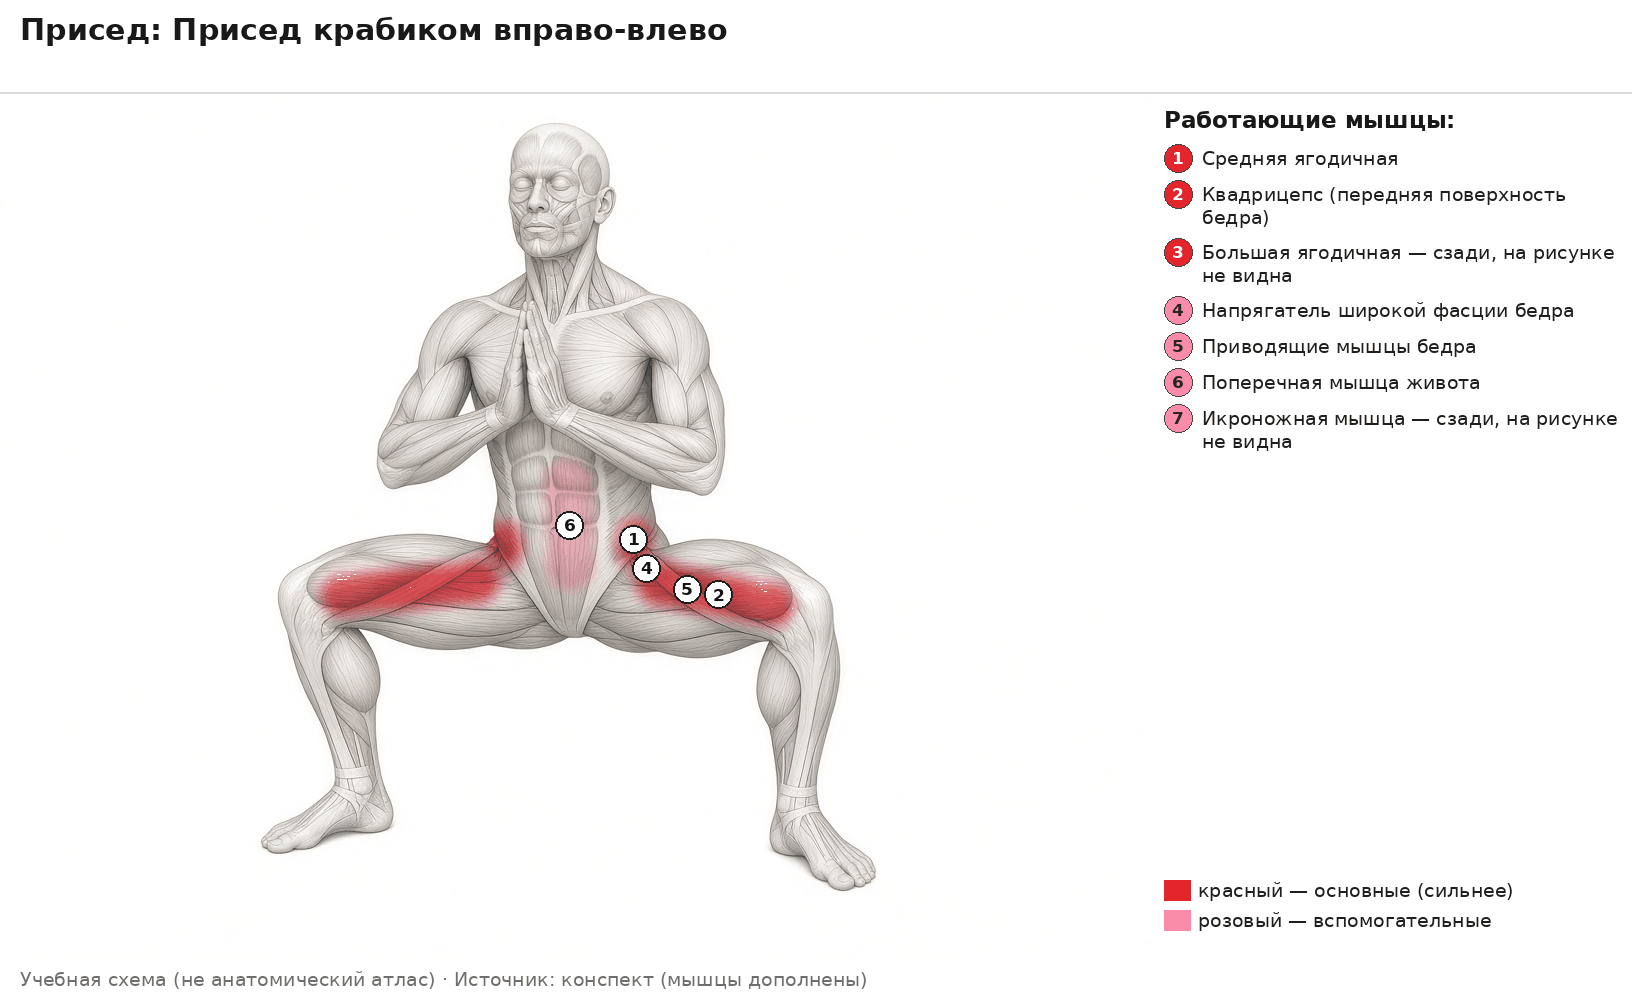 Присед: Присед крабиком вправо-влево
Работающие мышцы:
1 Средняя ягодичная
2 Квадрицепс (передняя поверхность
бедра)
3 Большая ягодичная — сзади, на рисунке
не видна
4 Напрягатель широкой фасции бедра
5 Приводящие мышцы бедра
6 Поперечная мышца живота
7 Икроножная мышца — сзади, на рисунке
не видна
6
1
4
5
2
красный — основные (сильнее)
розовый — вспомогательные
Учебная схема (не анатомический атлас) · Источник: конспект (мышцы дополнены)